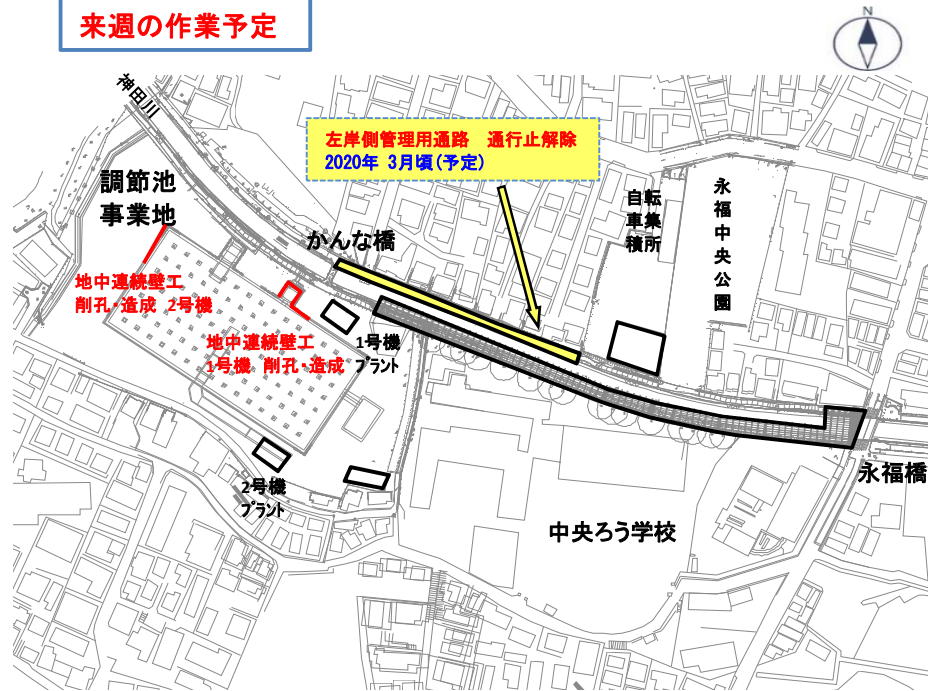 来週の作業予定
N
神田川
左岸側管理用通路　通行止解除
2020年 3月頃(予定)
調節池
事業地
かんな橋
自転
車集
積所
永福中央公園
地中連続壁工
削孔・造成 2号機
地中連続壁工
1号機 削孔・造成
1号機
プラント
2号機
プラント
永福橋
中央ろう学校